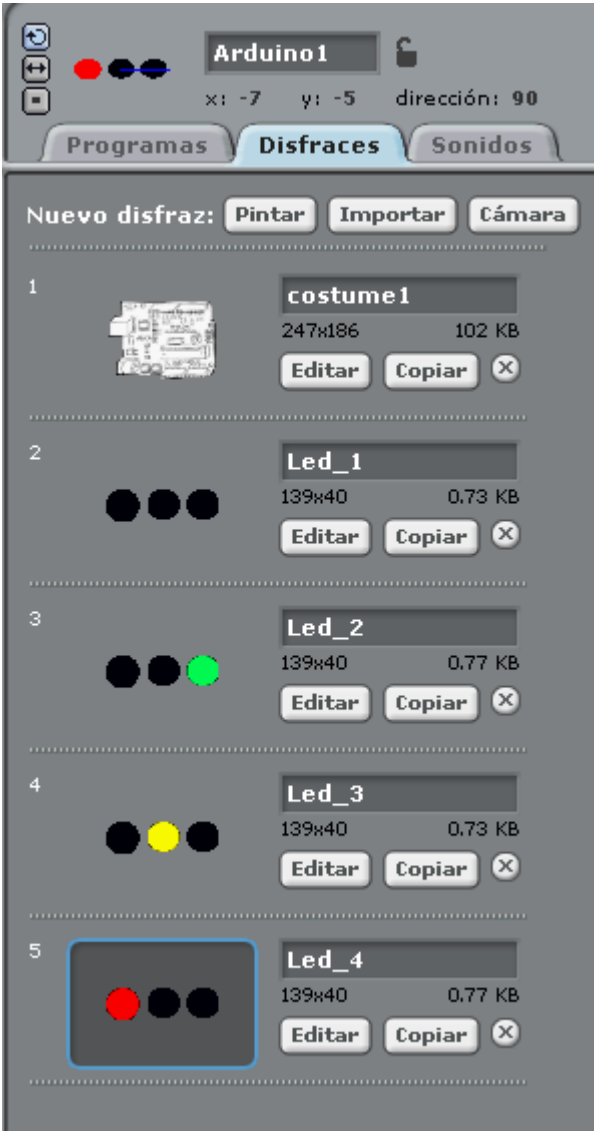 Arduino1
x: -7 y: -5 dirección: 90
Programas Disfraces Sonidos
Nuevo disfraz: Pintar Importar Cámara
1
costume1
247x186 102 KB
Editar Copiar
2
Led_1
139x40 0.73 KB
Editar Copiar
3
Led_2
139x40 0.77 KB
Editar Copiar
4
Led_3
139x40 0.73 KB
Editar Copiar
5
Led_4
139x40 0.77 KB
Editar Copiar